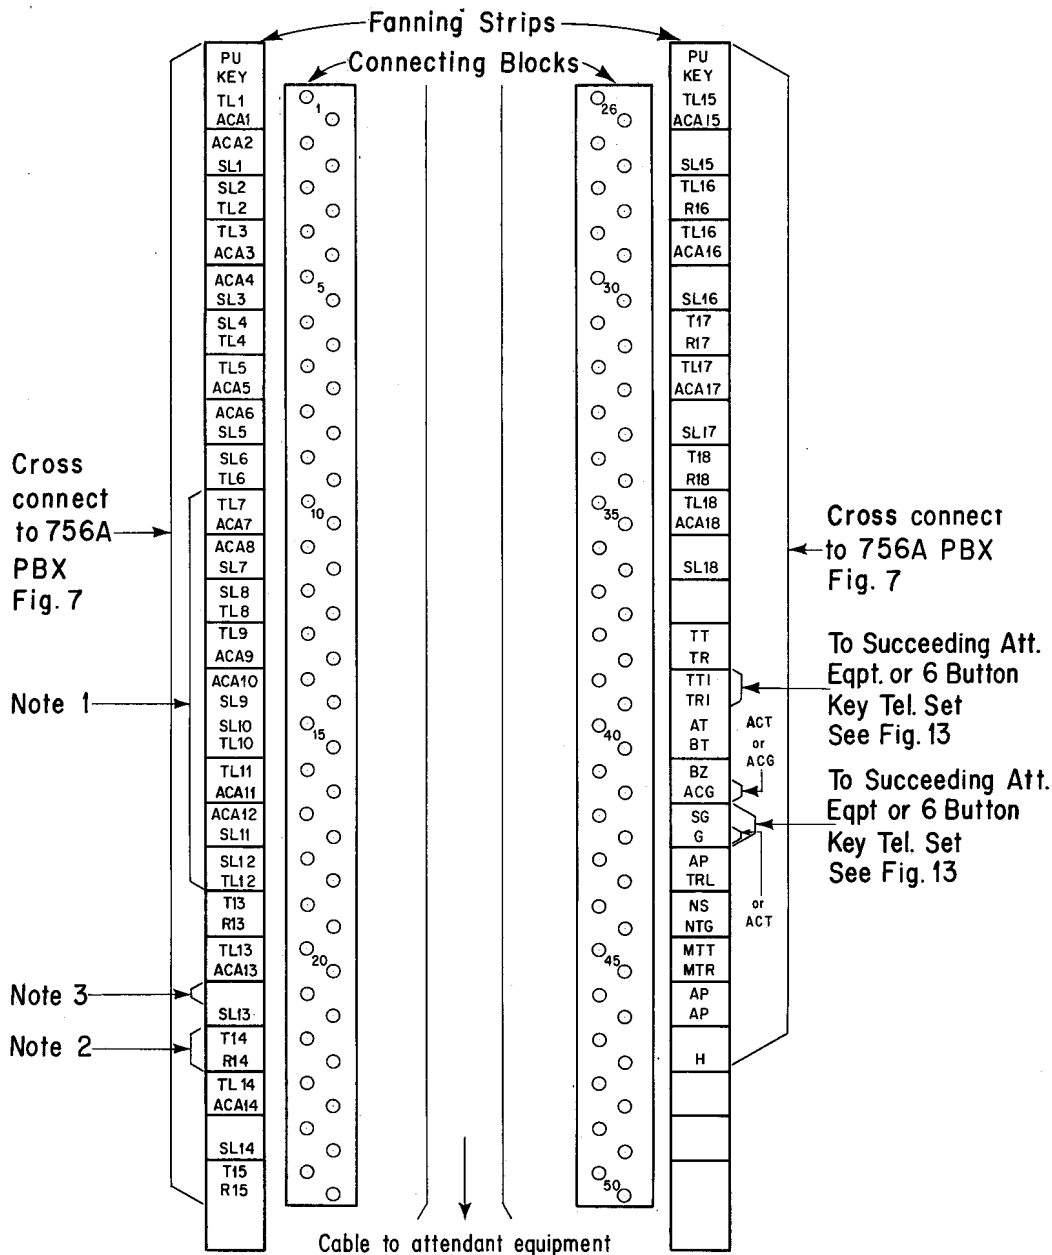 Fanning Strips
Connecting Blocks
PU
KEY
TL1
ACA1
ACA2
SL1
SL2
TL2
TL3
ACA3
ACA4
SL3
SL4
TL4
TL5
ACA5
ACA6
SL5
SL6
TL6
TL7
ACA7
ACA8
SL7
SL8
TL8
TL9
ACA9
ACA10
SL9
SL10
TL10
TL11
ACA11
ACA12
SL11
SL12
TL12
T13
R13
TL13
ACA13
SL13
T14
R14
TL14
ACA14
SL14
T15
R15
1
5
10
15
20
26
30
35
40
45
50
PU
KEY
TL15
ACA15
SL15
TL16
R16
TL16
ACA16
SL16
T17
R17
TL17
ACA17
SL17
T18
R18
TL18
ACA18
SL18
TT
TR
TT1
TR1
AT
BT
BZ
ACG
SG
G
AP
TRL
NS
NTG
MTT
MTR
AP
AP
H
Cross
connect
to 756A
PBX
Fig. 7
Note 1
Note 3
Note 2
Cross connect
to 756A PBX
Fig. 7
To Succeeding Att.
Eqpt. or 6 Button
Key Tel. Set
See Fig. 13
ACT
or
ACG
To Succeeding Att.
Eqpt or 6 Button
Key Tel. Set
See Fig. 13
or
ACT
Cable to attendant equipment